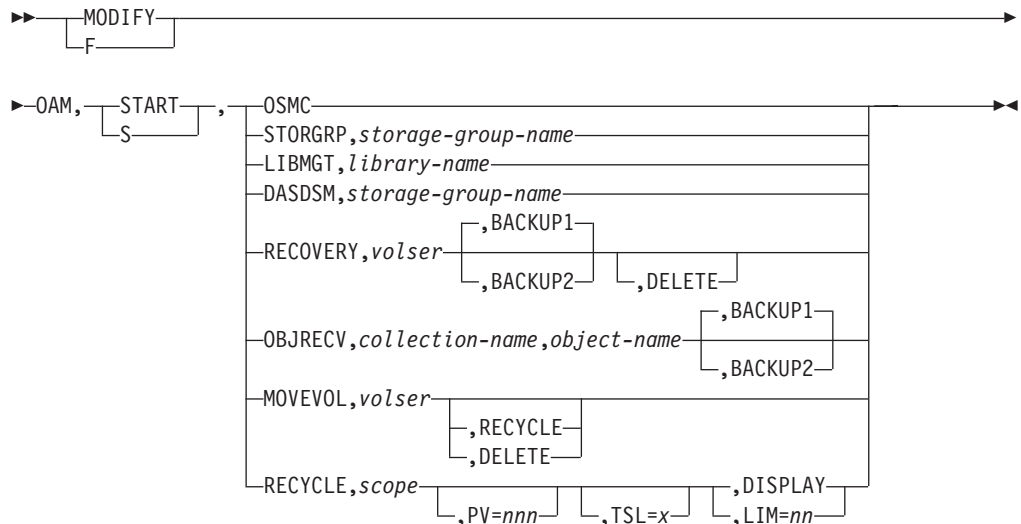 MODIFY
F
OAM, START , OSMC
S
STORGRP,storage-group-name
LIBMGT,library-name
DASDSM,storage-group-name
,BACKUP1
RECOVERY,volser
,BACKUP2 ,DELETE
,BACKUP1
OBJRECV,collection-name,object-name
,BACKUP2
MOVEVOL,volser
,RECYCLE
,DELETE
RECYCLE,scope ,DISPLAY
,PV=nnn ,TSL=x ,LIM=nn